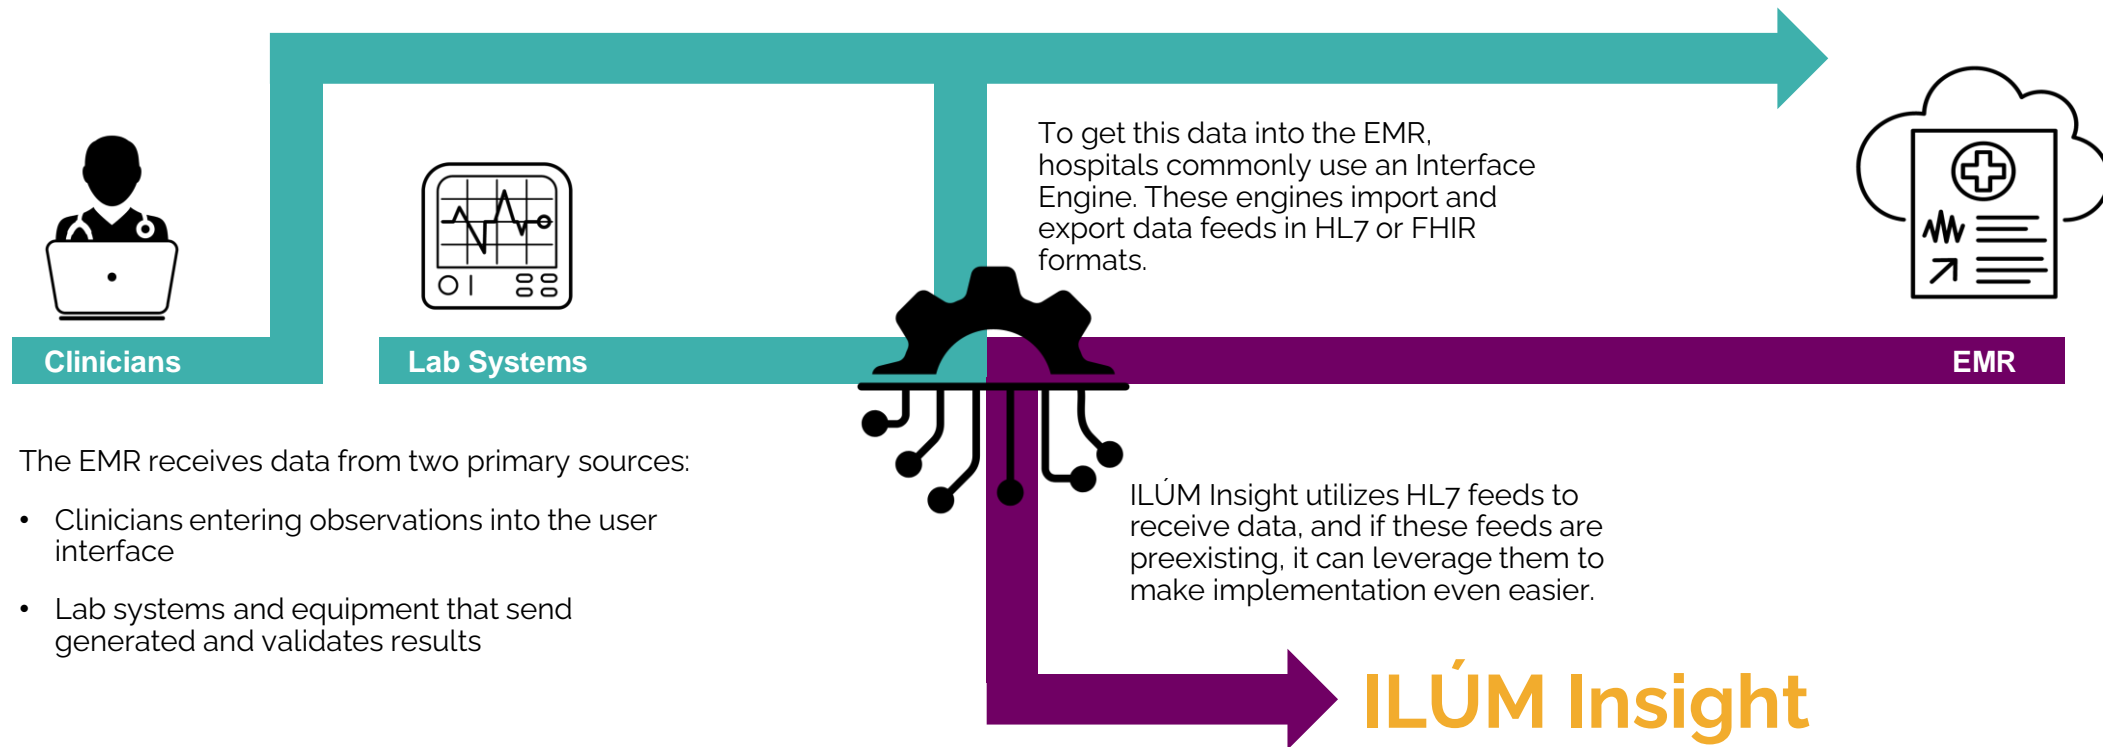 To get this data into the EMR,
hospitals commonly use an Interface
Engine. These engines import and
export data feeds in HL7 or FHIR
formats.
Clinicians
Lab Systems
EMR
The EMR receives data from two primary sources:
• Clinicians entering observations into the user
interface
• Lab systems and equipment that send
generated and validates results
ILÚM Insight utilizes HL7 feeds to
receive data, and if these feeds are
preexisting, it can leverage them to
make implementation even easier.
ILÚM Insight